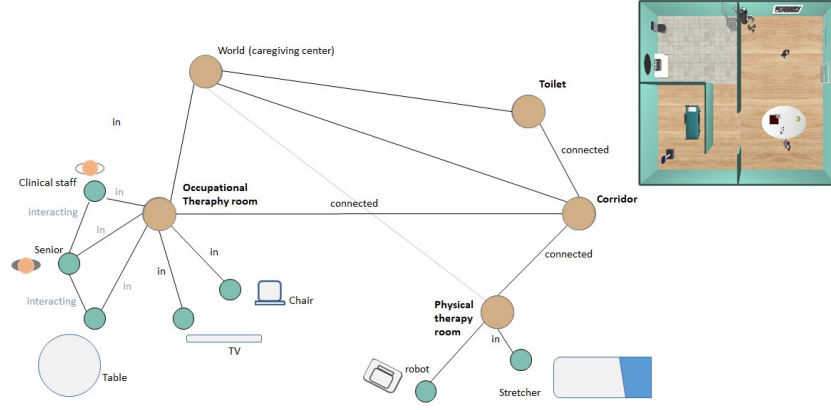 World (caregiving center)
Toilet
in
connected
Clinical staff
in
Occupational
Theraphy room
interacting
connected
Corridor
in
Senior
in
connected
in
in
interacting
in
Chair
Physical
therapy
room
in
TV
robot
Table
Stretcher